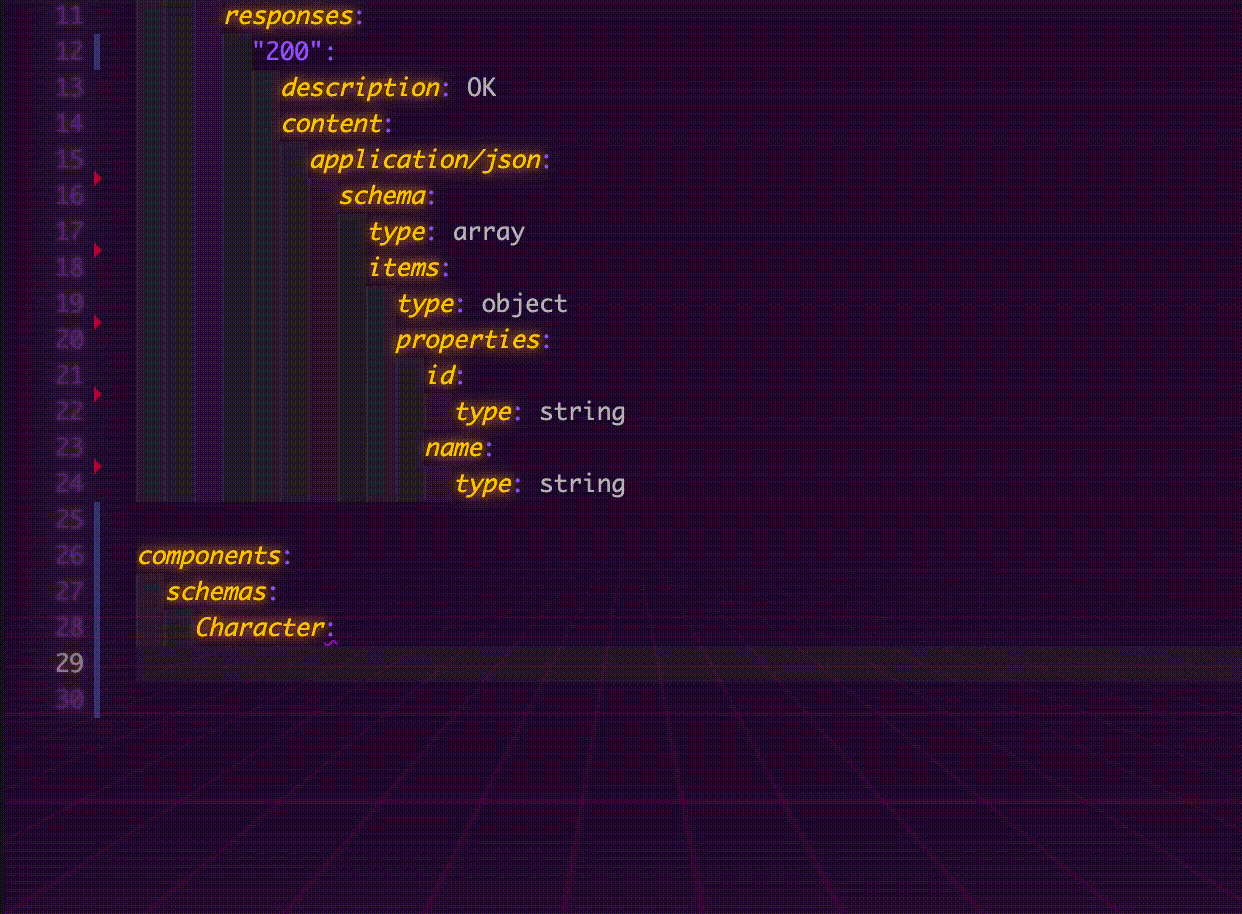 11 responses:
12 "200":
13 description: OK
14 content:
15 application/json:
16 schema:
17 type: array
18 items:
19 type: object
20 properties:
21 id:
22 type: string
23 name:
24 type: string
25
26 components:
27 schemas:
28 Character:
29
30